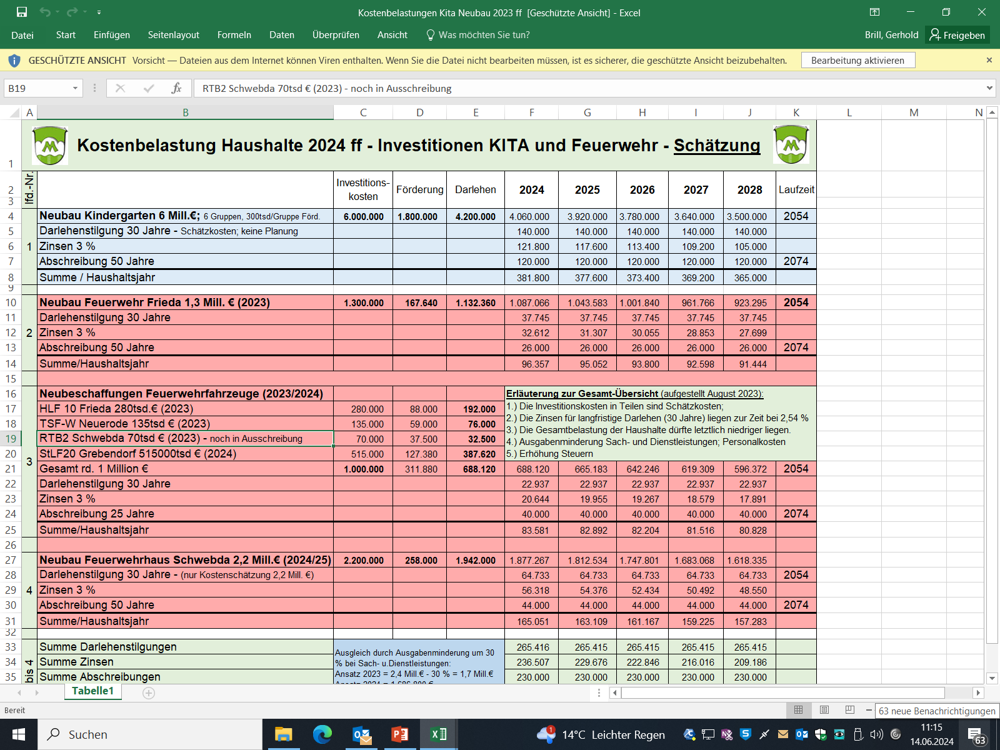 Kostenbelastungen Kita Neubau 2023 ff [Geschützte Ansicht] - Excel
Datei Start Einfügen Seitenlayout Formeln Daten Überprüfen Ansicht Was möchten Sie tun? Brill, Gerhold Freigeben
GESCHÜTZTE ANSICHT Vorsicht — Dateien aus dem Internet können Viren enthalten. Wenn Sie die Datei nicht bearbeiten müssen, ist es sicherer, die geschützte Ansicht beizubehalten. Bearbeitung aktivieren
B19 fx RTB2 Schwebda 70tsd € (2023) - noch in Ausschreibung
A B C D E F G H I J K L M N
1 Kostenbelastung Haushalte 2024 ff - Investitionen KITA und Feuerwehr - Schätzung
2 3 lfd.-Nr. Investitions-kosten Förderung Darlehen 2024 2025 2026 2027 2028 Laufzeit
4 Neubau Kindergarten 6 Mill.€; 6 Gruppen, 300tsd/Gruppe Förd. 6.000.000 1.800.000 4.200.000 4.060.000 3.920.000 3.780.000 3.640.000 3.500.000 2054
5 Darlehenstilgung 30 Jahre - Schätzkosten; keine Planung 140.000 140.000 140.000 140.000 140.000
6 1 Zinsen 3 % 121.800 117.600 113.400 109.200 105.000
7 Abschreibung 50 Jahre 120.000 120.000 120.000 120.000 120.000 2074
8 Summe / Haushaltsjahr 381.800 377.600 373.400 369.200 365.000
9
10 Neubau Feuerwehr Frieda 1,3 Mill. € (2023) 1.300.000 167.640 1.132.360 1.087.066 1.043.583 1.001.840 961.766 923.295 2054
11 Darlehenstilgung 30 Jahre 37.745 37.745 37.745 37.745 37.745
12 2 Zinsen 3 % 32.612 31.307 30.055 28.853 27.699
13 Abschreibung 50 Jahre 26.000 26.000 26.000 26.000 26.000 2074
14 Summe/Haushaltsjahr 96.357 95.052 93.800 92.598 91.444
15
16 Neubeschaffungen Feuerwehrfahrzeuge (2023/2024) Erläuterung zur Gesamt-Übersicht (aufgestellt August 2023):
17 HLF 10 Frieda 280tsd.€ (2023) 280.000 88.000 192.000 1.) Die Investitionskosten in Teilen sind Schätzkosten;
18 TSF-W Neuerode 135tsd € (2023) 135.000 59.000 76.000 2.) Die Zinsen für langfristige Darlehen (30 Jahre) liegen zur Zeit bei 2,54 %
3.) Die Gesamtbelastung der Haushalte dürfte letztlich niedriger liegen.
19 RTB2 Schwebda 70tsd € (2023) - noch in Ausschreibung 70.000 37.500 32.500 4.) Ausgabenminderung Sach- und Dienstleistungen; Personalkosten
20 StLF20 Grebendorf 515000tsd € (2024) 515.000 127.380 387.620 5.) Erhöhung Steuern
21 3 Gesamt rd. 1 Million € 1.000.000 311.880 688.120 688.120 665.183 642.246 619.309 596.372 2054
22 Darlehenstilgung 30 Jahre 22.937 22.937 22.937 22.937 22.937
23 Zinsen 3 % 20.644 19.955 19.267 18.579 17.891
24 Abschreibung 25 Jahre 40.000 40.000 40.000 40.000 40.000 2074
25 Summe/Haushaltsjahr 83.581 82.892 82.204 81.516 80.828
26
27 Neubau Feuerwehrhaus Schwebda 2,2 Mill.€ (2024/25) 2.200.000 258.000 1.942.000 1.877.267 1.812.534 1.747.801 1.683.068 1.618.335
28 Darlehenstilgung 30 Jahre - (nur Kostenschätzung 2,2 Mill. €) 64.733 64.733 64.733 64.733 64.733 2054
29 4 Zinsen 3 % 56.318 54.376 52.434 50.492 48.550
30 Abschreibung 50 Jahre 44.000 44.000 44.000 44.000 44.000 2074
31 Summe/Haushaltsjahr 165.051 163.109 161.167 159.225 157.283
32
33 Summe Darlehenstilgungen 265.416 265.415 265.415 265.415 265.415
Ausgleich durch Ausgabenminderung um 30
34 bis 4 Summe Zinsen % bei Sach- u.Dienstleistungen: 236.507 229.676 222.846 216.016 209.186
35 Summe Abschreibungen Ansatz 2023 = 2,4 Mill.€ - 30 % = 1,7 Mill.€ 230.000 230.000 230.000 230.000 230.000
Tabelle1
Bereit 63 neue Benachrichtigungen
Suchen 1 14°C Leichter Regen 11:15
14.06.2024 63